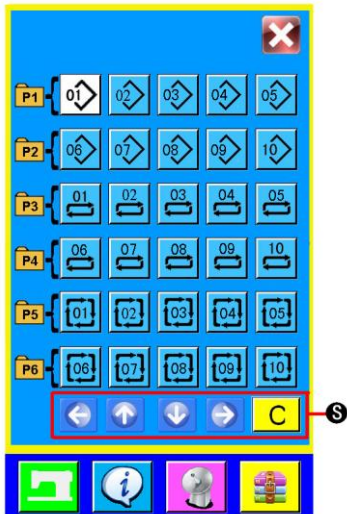 P1 01 02 03 04 05
P2 06 07 08 09 10
P3 01 02 03 04 05
P4 06 07 08 09 10
P5 01 02 03 04 05
P6 06 07 08 09 10
C S
i